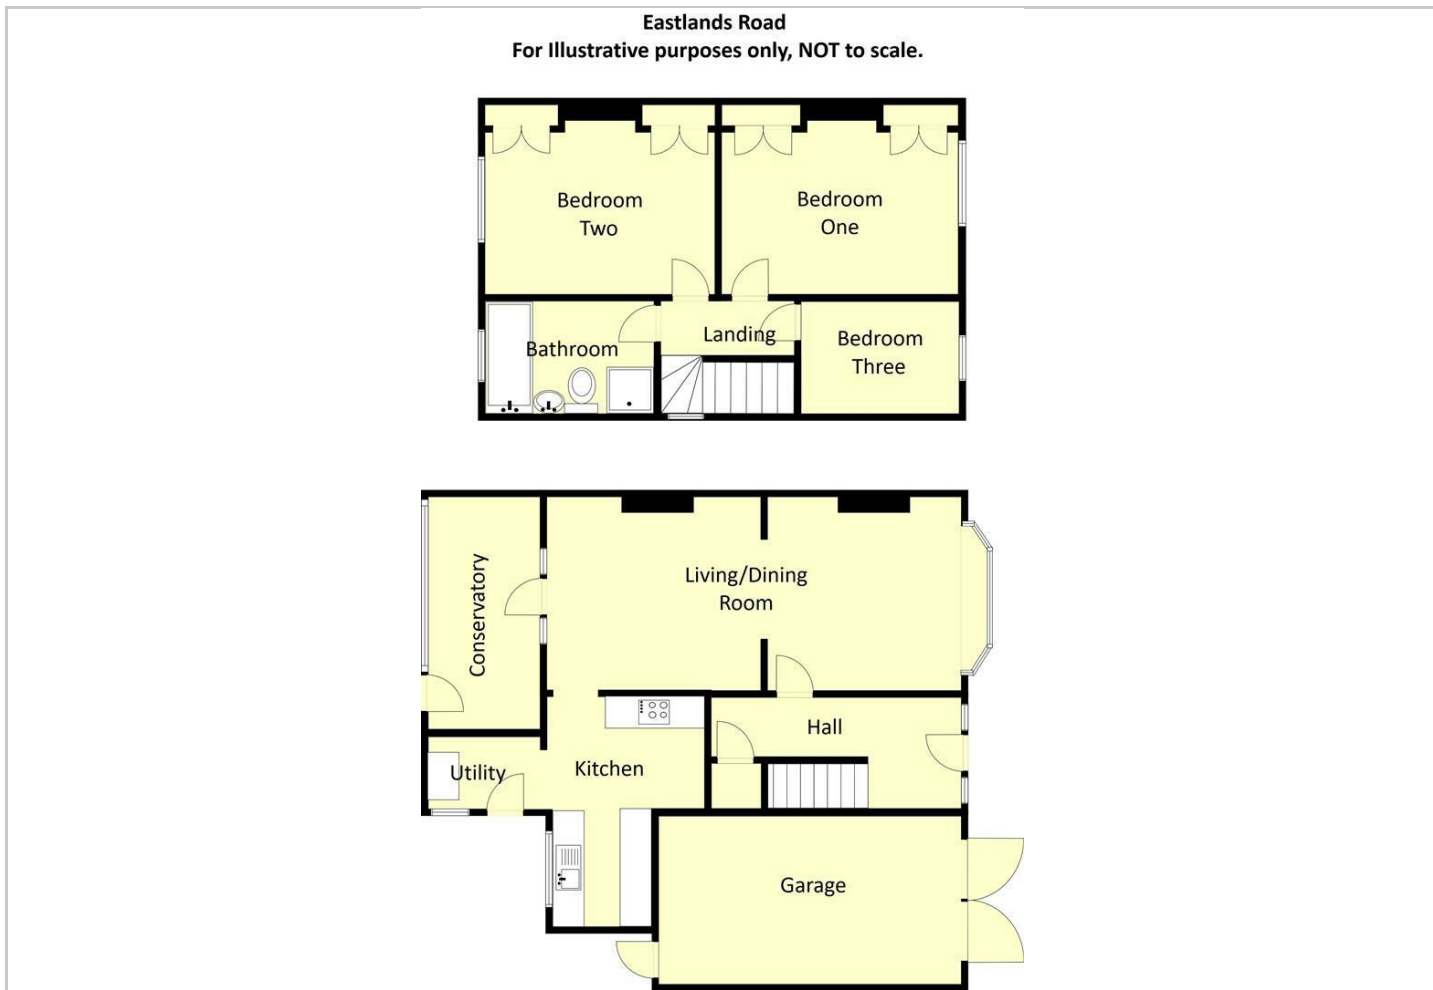 Eastlands Road
For Illustrative purposes only, NOT to scale.
Bedroom
Two
Bedroom
One
Bathroom
Landing
Bedroom
Three
Conservatory
Living/Dining
Room
Hall
Utility
Kitchen
Garage